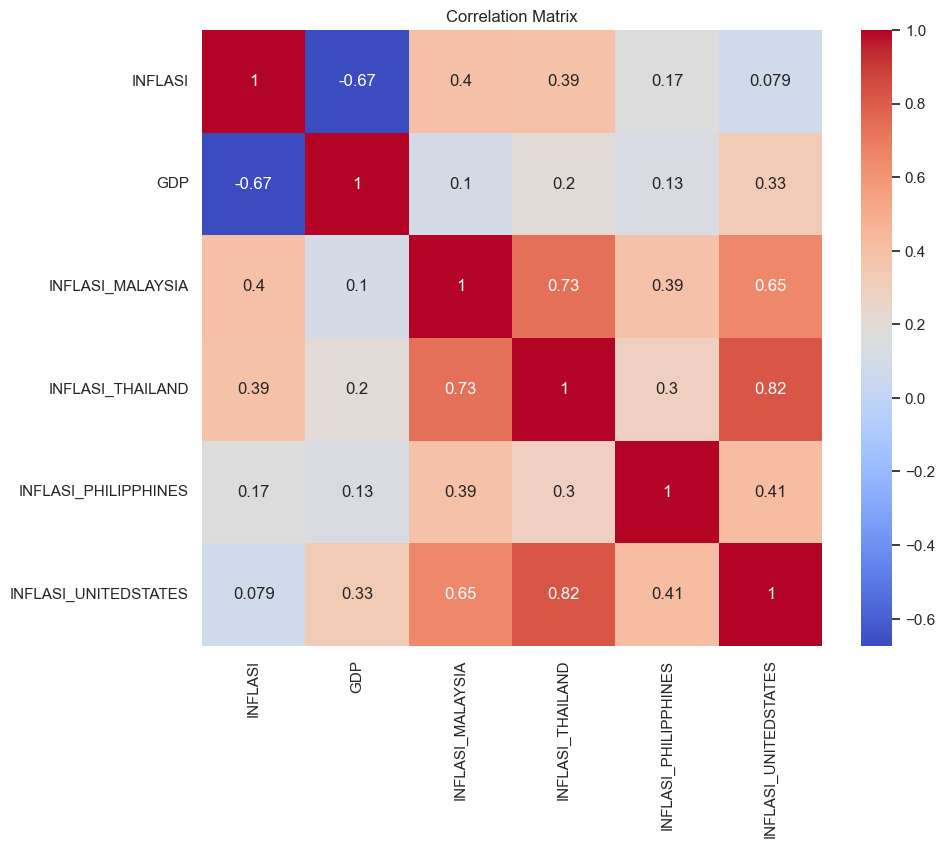 Correlation Matrix
INFLASI 1 -0.67 0.4 0.39 0.17 0.079
GDP -0.67 1 0.1 0.2 0.13 0.33
INFLASI_MALAYSIA 0.4 0.1 1 0.73 0.39 0.65
INFLASI_THAILAND 0.39 0.2 0.73 1 0.3 0.82
INFLASI_PHILIPPHINES 0.17 0.13 0.39 0.3 1 0.41
INFLASI_UNITEDSTATES 0.079 0.33 0.65 0.82 0.41 1
INFLASI
GDP
INFLASI_MALAYSIA
INFLASI_THAILAND
INFLASI_PHILIPPHINES
INFLASI_UNITEDSTATES
1.0
0.8
0.6
0.4
0.2
0.0
−0.2
−0.4
−0.6